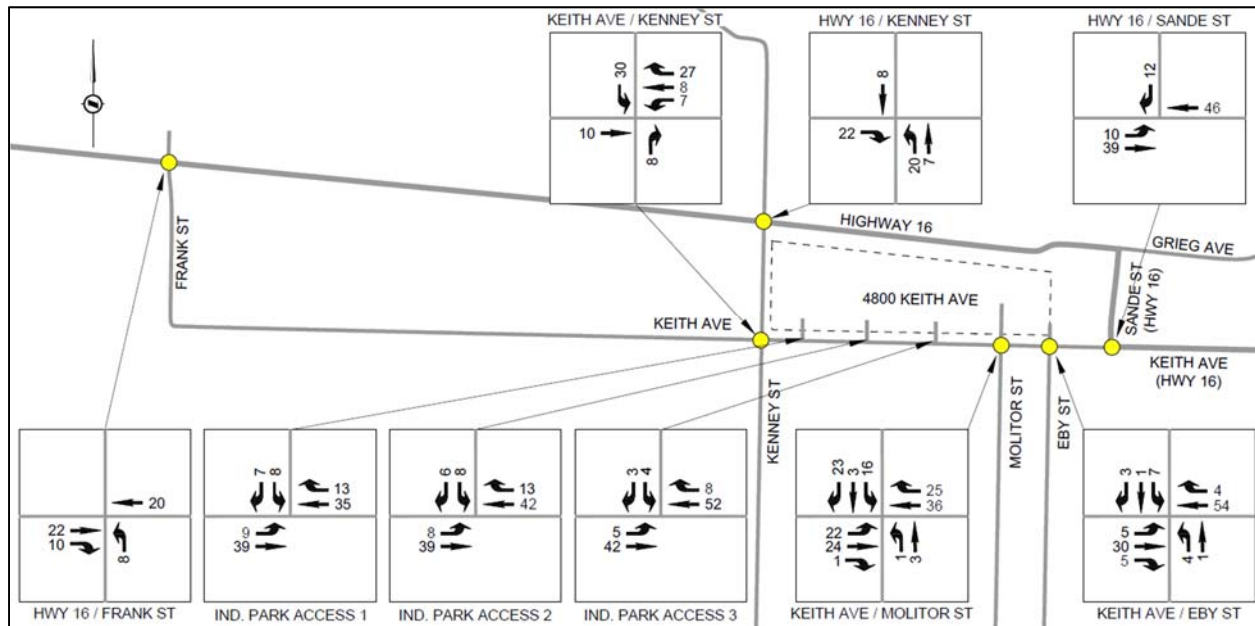 KEITH AVE / KENNEY ST
HWY 16 / KENNEY ST
HWY 16 / SANDE ST
30
27
8
7
10
8
8
22
20
7
12
46
10
39
HIGHWAY 16
GRIEG AVE
FRANK ST
4800 KEITH AVE
SANDE ST
(HWY 16)
KEITH AVE
KEITH AVE
(HWY 16)
KENNEY ST
MOLITOR ST
EBY ST
20
22
10
8
7
8
13
35
9
39
6
8
13
42
8
39
3
4
8
52
5
42
23
3
16
25
36
22
24
1
1
3
3
1
7
4
54
5
30
5
4
1
HWY 16 / FRANK ST
IND. PARK ACCESS 1
IND. PARK ACCESS 2
IND. PARK ACCESS 3
KEITH AVE / MOLITOR ST
KEITH AVE / EBY ST